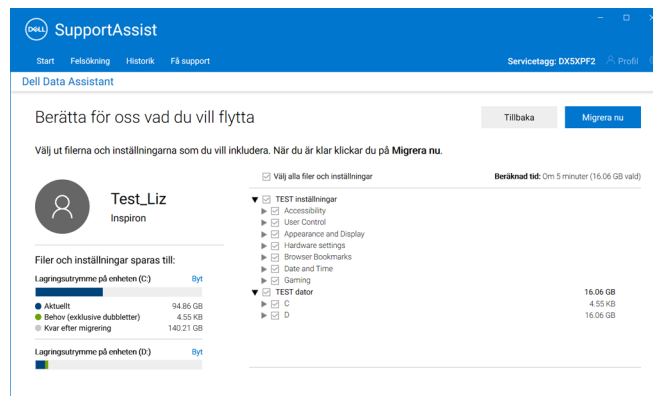 DELL SupportAssist
Start Felsökning Historik Få support Servicetagg: DX5XPF2 Profil
Dell Data Assistant
Berätta för oss vad du vill flytta
Tillbaka Migrera nu
Välj ut filerna och inställningarna som du vill inkludera. När du är klar klickar du på Migrera nu.
Välj alla filer och inställningar Beräknad tid: Om 5 minuter (16.06 GB vald)
Test_Liz
Inspiron
Filer och inställningar sparas till:
Lagringsutrymme på enheten (C:) Byt
Aktuellt 94.86 GB
Behov (exklusive dubbletter) 4.55 KB
Kvar efter migrering 140.21 GB
Lagringsutrymme på enheten (D:) Byt
TEST inställningar
Accessibility
User Control
Appearance and Display
Hardware settings
Browser Bookmarks
Date and Time
Gaming
TEST dator 16.06 GB
C 4.55 KB
D 16.06 GB